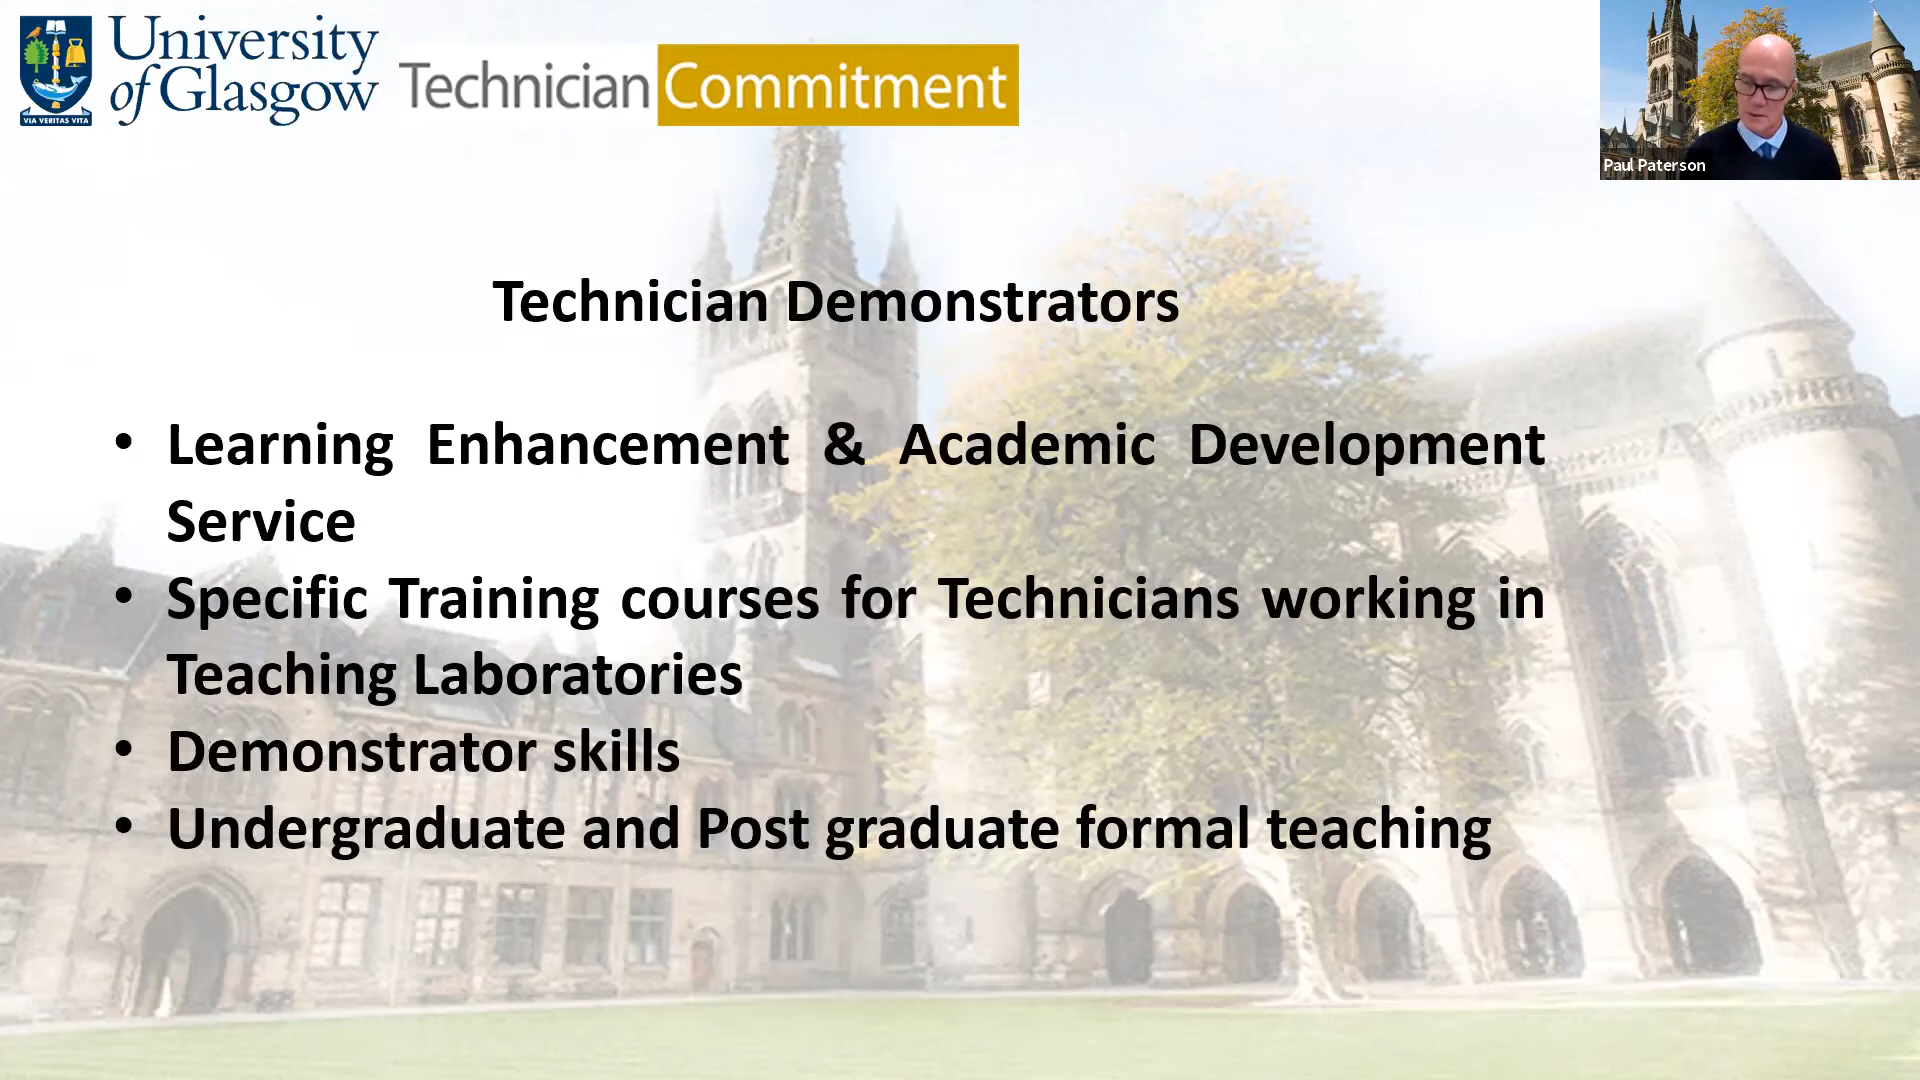 University
of Glasgow
VIA VERITAS VITA
Technician Commitment
Paul Paterson
Technician Demonstrators
• Learning Enhancement & Academic Development
Service
• Specific Training courses for Technicians working in
Teaching Laboratories
• Demonstrator skills
• Undergraduate and Post graduate formal teaching